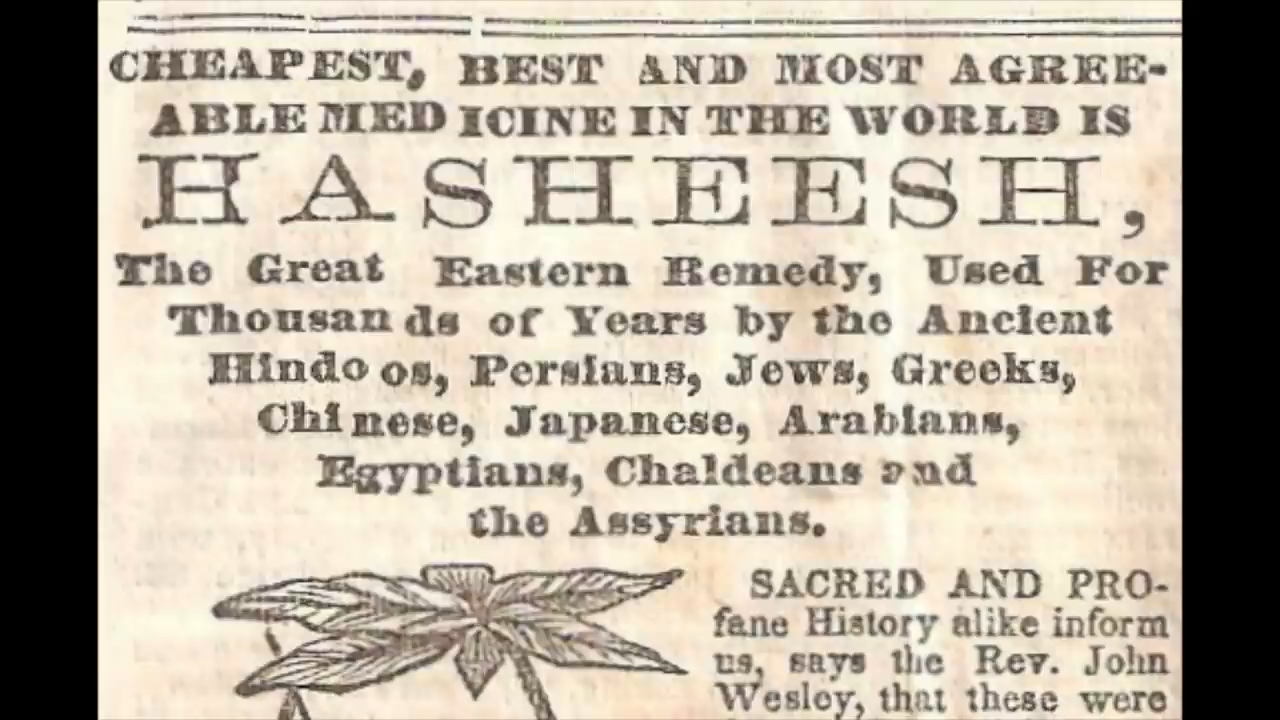 CHEAPEST, BEST AND MOST AGREE-
ABLE MEDICINE IN THE WORLD IS
HASHEESH,
The Great Eastern Remedy, Used For
Thousands of Years by the Ancient
Hindoos, Persians, Jews, Greeks,
Chinese, Japanese, Arabians,
Egyptians, Chaldeans and
the Assyrians.
SACRED AND PRO-
fane History alike inform
us, says the Rev. John
Wesley, that these were